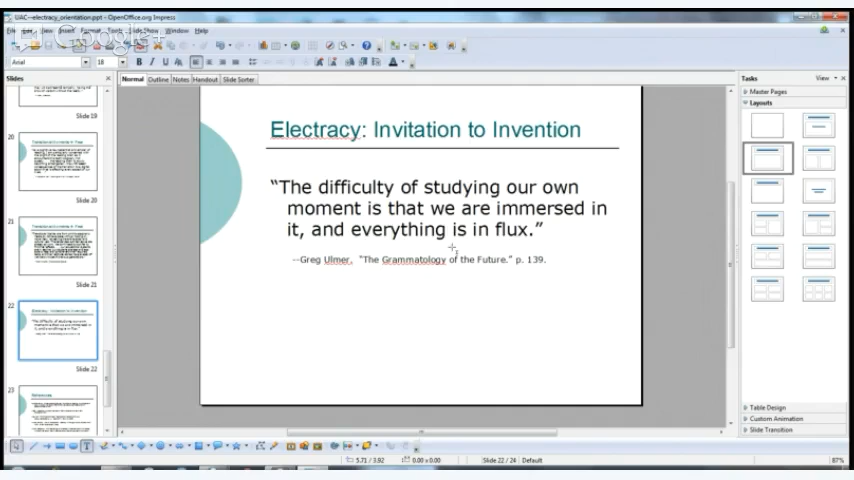 UAC--electracy_orientation.ppt - OpenOffice.org Impress
File Edit View Insert Format Tools Slide Show Window Help
Google+
Arial 18
Slides
Normal Outline Notes Handout Slide Sorter
Tasks View
Master Pages
Layouts
Slide 19
20
Slide 20
21
Slide 21
22
Slide 22
23
References
Electracy: Invitation to Invention
“The difficulty of studying our own
moment is that we are immersed in
it, and everything is in flux.”
--Greg Ulmer, “The Grammatology of the Future.” p. 139.
Table Design
Custom Animation
Slide Transition
5.71 / 3.92 0.00 x 0.00 Slide 22 / 24 Default 87%